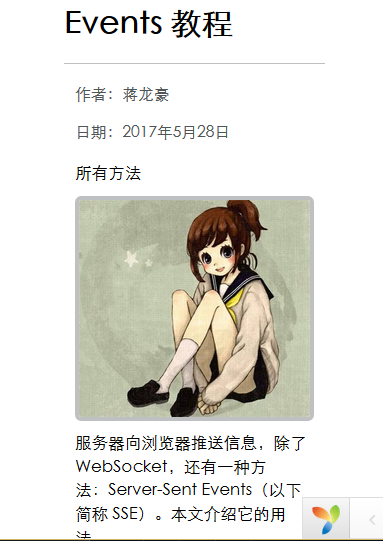 Events 教程
作者：蒋龙豪
日期：2017年5月28日
所有方法
服务器向浏览器推送信息，除了
WebSocket，还有一种方
法：Server-Sent Events（以下
简称 SSE）。本文介绍它的用
法